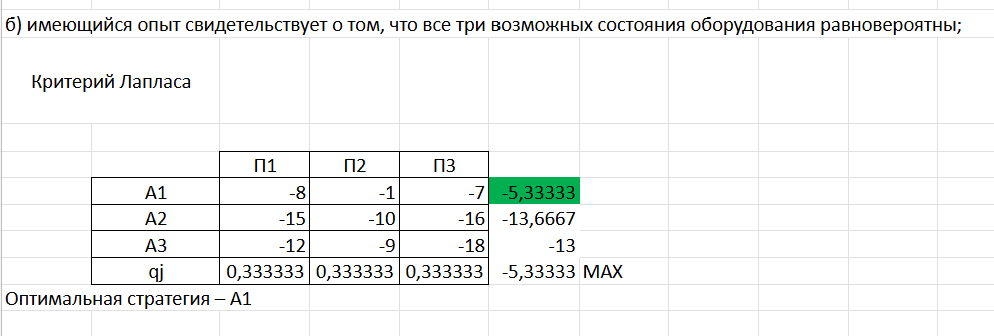 б) имеющийся опыт свидетельствует о том, что все три возможных состояния оборудования равновероятны;
Критерий Лапласа
П1 П2 П3
А1 -8 -1 -7 -5,33333
А2 -15 -10 -16 -13,6667
А3 -12 -9 -18 -13
qj 0,333333 0,333333 0,333333 -5,33333 MAX
Оптимальная стратегия – А1